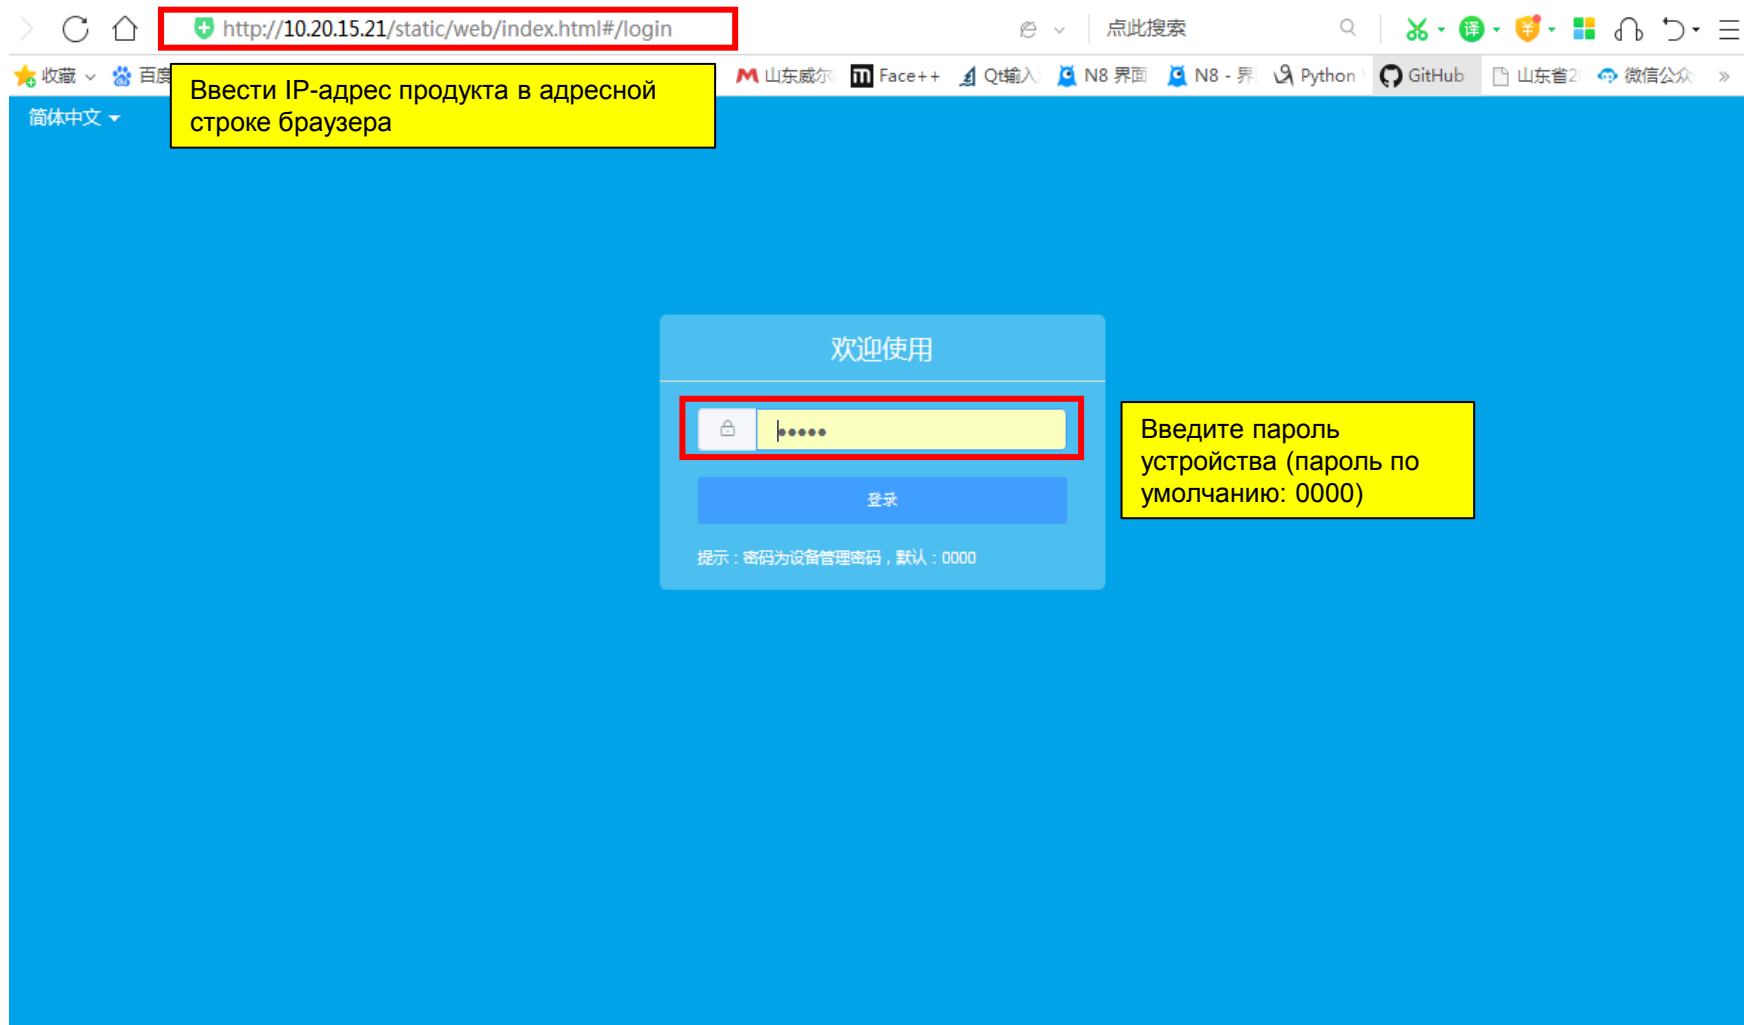 http://10.20.15.21/static/web/index.html#/login
点此搜索
译
收藏
百度
山东威尔
Face++
Qt输入
N8 界面
N8 - 界
Python
GitHub
山东省2
微信公众
»
Ввести IP-адрес продукта в адресной
строке браузера
简体中文
欢迎使用
•••••
Введите пароль
устройства (пароль по
умолчанию: 0000)
登录
提示：密码为设备管理密码，默认：0000